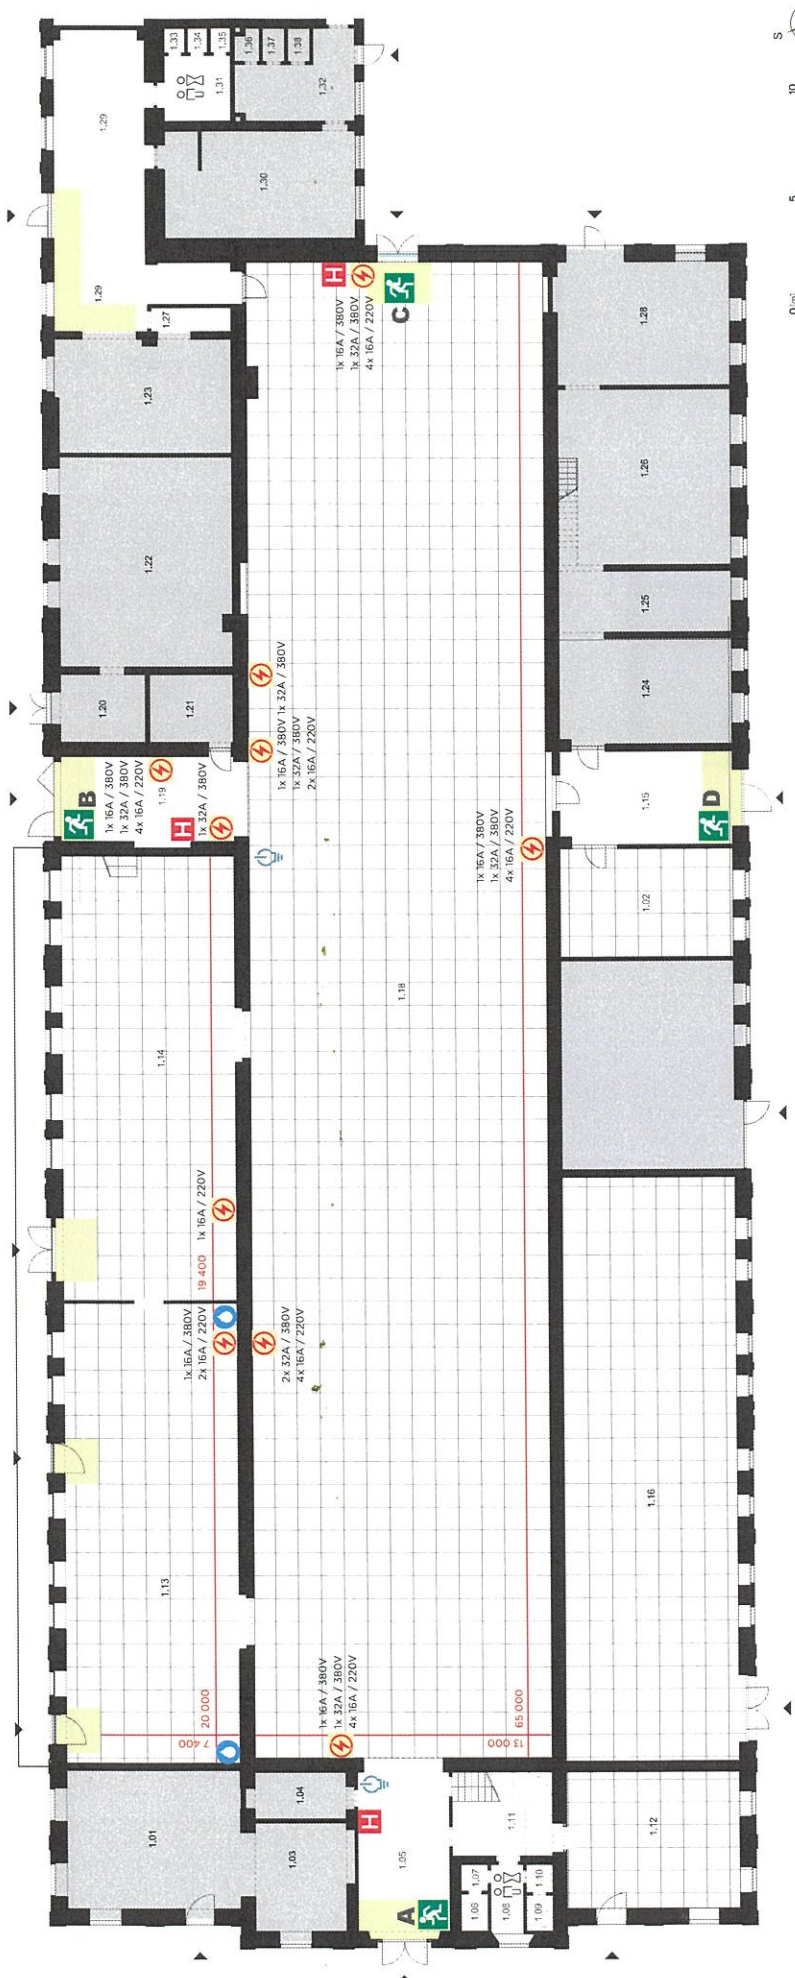 S
10
5
0(m)
1.33
1.34
1.35
1.36
1.37
1.38
1.31
1.32
1.29
1.30
1.29
1.27
1.23
H
1x 16A / 380V
1x 32A / 380V
4x 16A / 220V
C
1.28
1.22
1.26
1.25
1.20
1.21
1x 16A / 380V 1x 32A / 380V
1x 32A / 380V
2x 16A / 220V
1.24
B
1x 16A / 380V
1x 32A / 380V
4x 16A / 220V
1.19
H
1x 32A / 380V
1x 16A / 380V
1x 32A / 380V
4x 16A / 220V
1.15
D
1.02
1.14
1.18
1x 16A / 220V
19 400
1x 16A / 380V
2x 16A / 220V
2x 32A / 380V
4x 16A / 220V
1.13
1.16
20 000
7 400
1x 16A / 380V
1x 32A / 380V
4x 16A / 220V
65 000
13 000
1.01
1.04
1.03
H
1.05
A
1.11
1.07
1.06
1.08
1.10
1.09
1.12